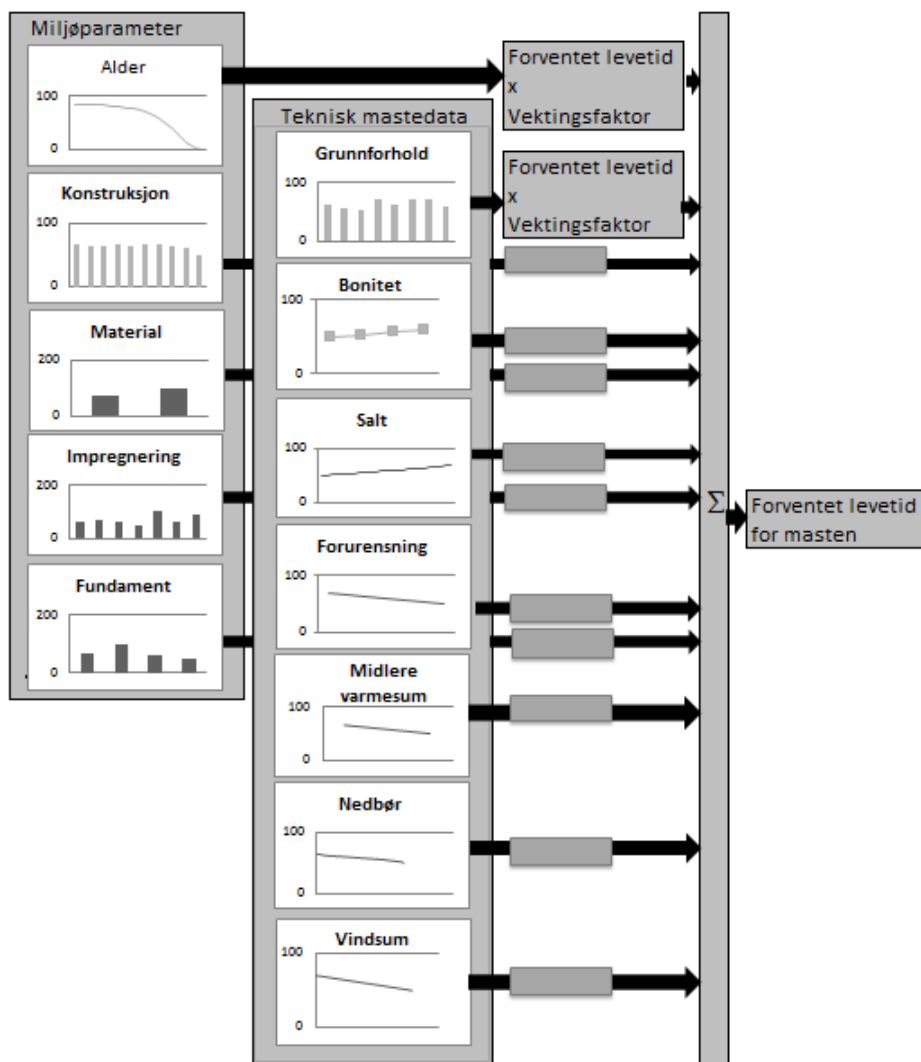 Miljøparameter
Alder
100
0
Konstruksjon
100
0
Material
200
0
Impregnering
200
0
Fundament
200
0
Teknisk mastedata
Grunnforhold
100
0
Bonitet
100
0
Salt
100
0
Forurensning
100
0
Midlere
varmesum
100
0
Nedbør
100
0
Vindsum
100
0
Forventet levetid
x
Vektingsfaktor
Forventet levetid
x
Vektingsfaktor
Σ
Forventet levetid
for masten